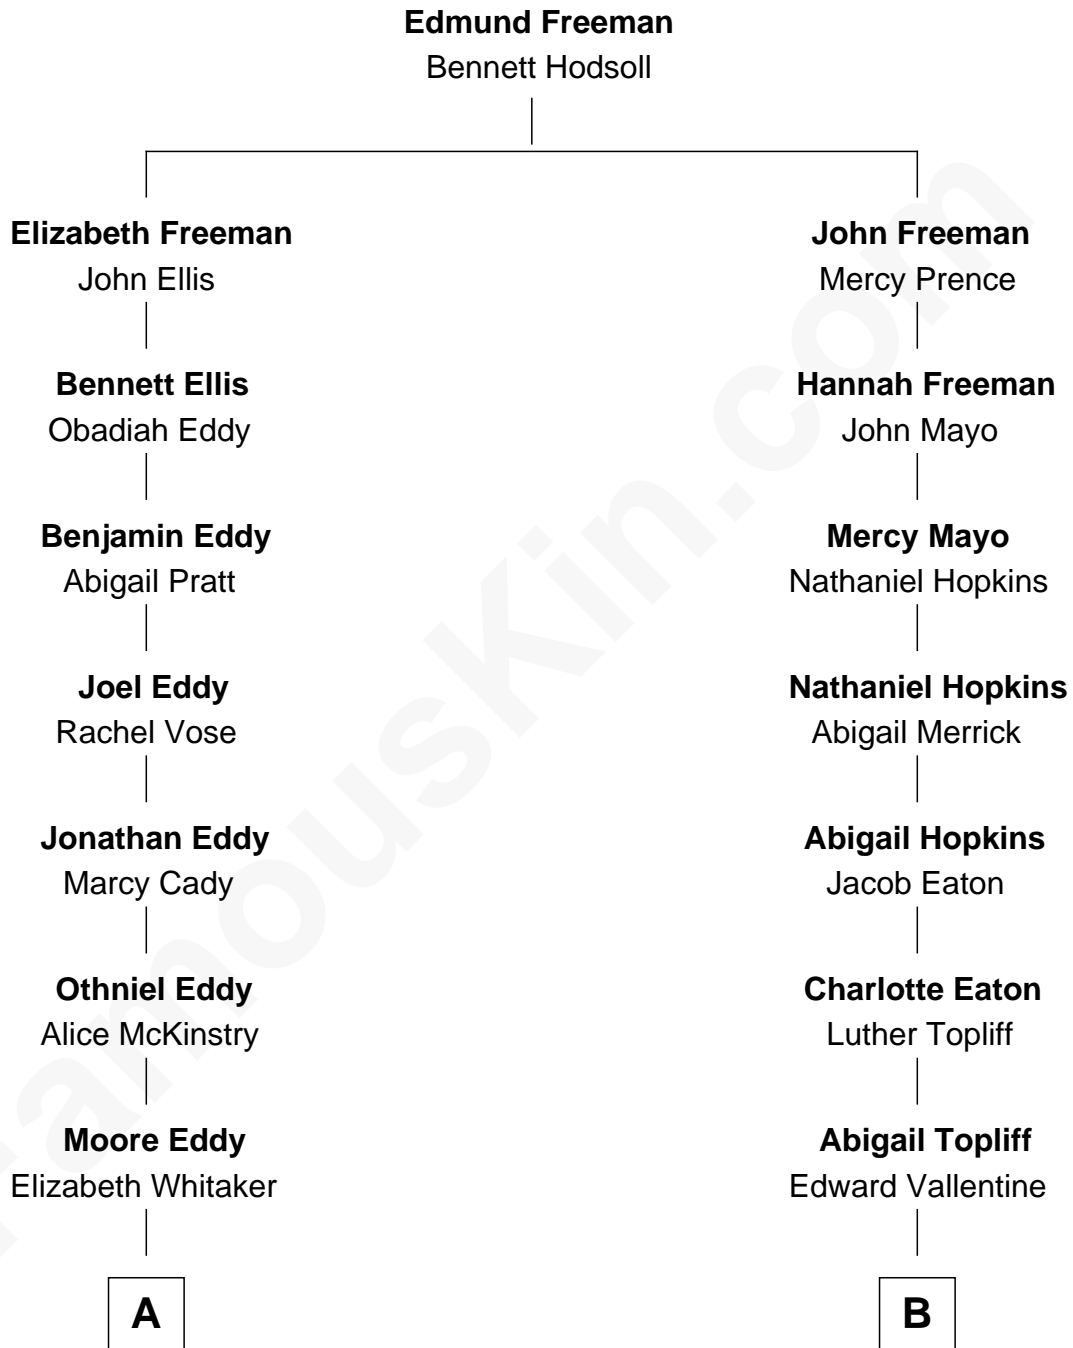 Edmund Freeman
Bennett Hodsoll
Elizabeth Freeman
John Ellis
Bennett Ellis
Obadiah Eddy
Benjamin Eddy
Abigail Pratt
Joel Eddy
Rachel Vose
Jonathan Eddy
Marcy Cady
Othniel Eddy
Alice McKinstry
Moore Eddy
Elizabeth Whitaker
A
John Freeman
Mercy Prence
Hannah Freeman
John Mayo
Mercy Mayo
Nathaniel Hopkins
Nathaniel Hopkins
Abigail Merrick
Abigail Hopkins
Jacob Eaton
Charlotte Eaton
Luther Topliff
Abigail Topliff
Edward Vallentine
B
FamousKin.com